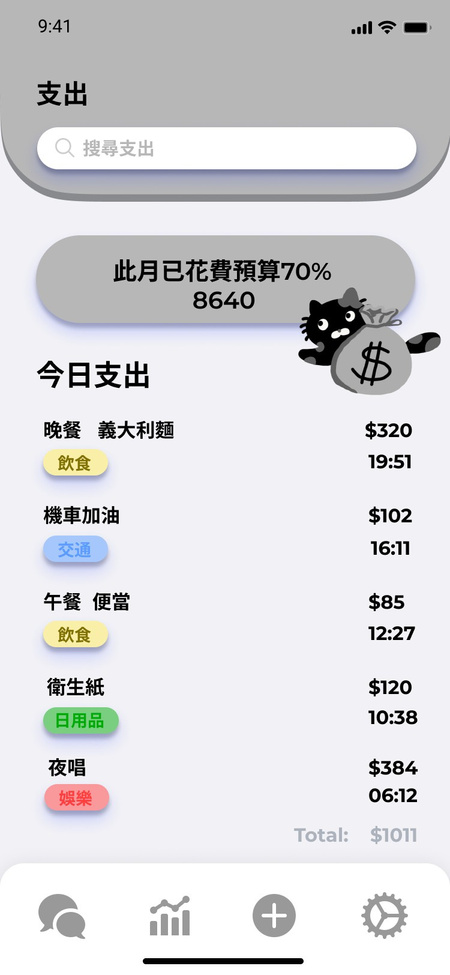 9:41
支出
搜尋支出
此月已花費預算70%
8640
$
今日支出
晚餐 義大利麵 $320
飲食 19:51
機車加油 $102
交通 16:11
午餐 便當 $85
飲食 12:27
衛生紙 $120
日用品 10:38
夜唱 $384
娛樂 06:12
Total: $1011